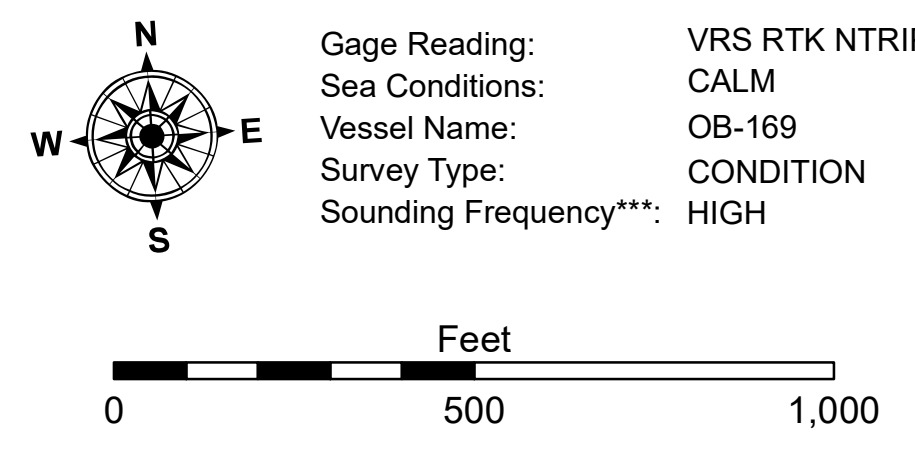 N
W E
S
Gage Reading: VRS RTK
Sea Conditions: CALM
Vessel Name: OB-169
Survey Type: CONDITION
Sounding Frequency***: HIGH
Feet
0 500 1,000